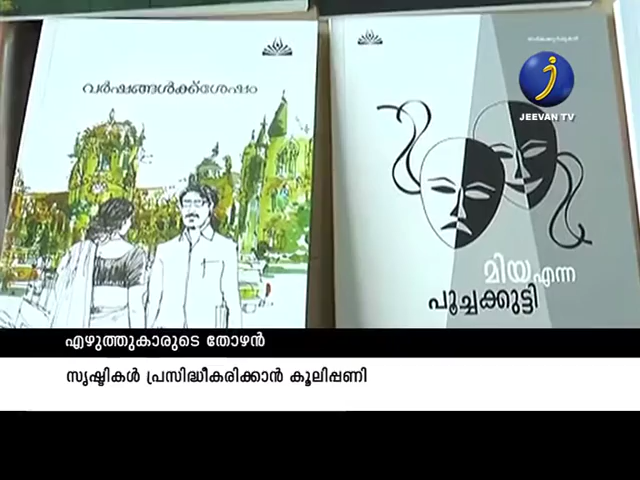 വർഷങ്ങൾക്ക്ശേഷം
JEEVAN TV
മിയ എന്ന
പൂച്ചക്കുട്ടി
എഴുത്തുകാരുടെ തോഴൻ
സൃഷ്ടികൾ പ്രസിദ്ധീകരിക്കാൻ കൂലിപ്പണി